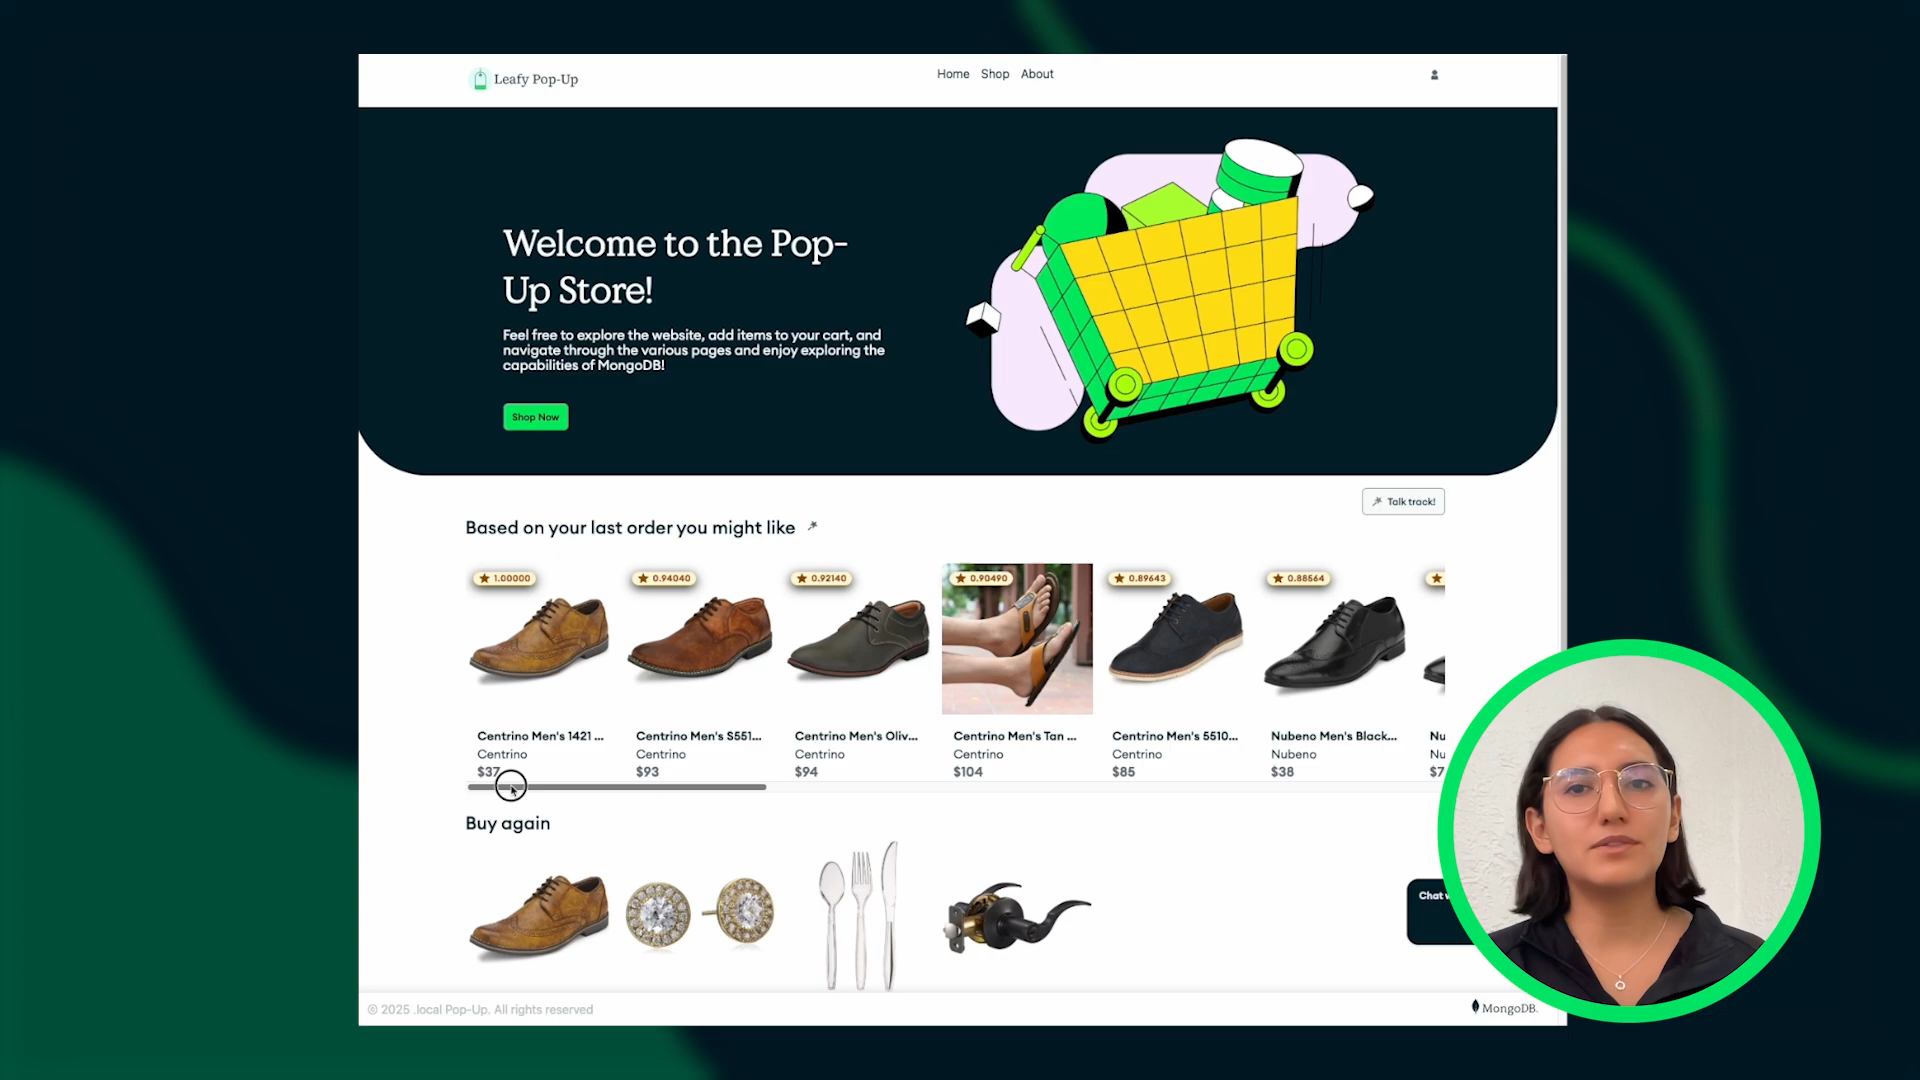 Leafy Pop-Up
Home Shop About
Welcome to the Pop-
Up Store!
Feel free to explore the website, add items to your cart, and
navigate through the various pages and enjoy exploring the
capabilities of MongoDB!
Shop Now
Talk track!
Based on your last order you might like
1.00000 0.94040 0.92140 0.90490 0.89643 0.88564
Centrino Men's 1421 ... Centrino Men's S551... Centrino Men's Oliv... Centrino Men's Tan ... Centrino Men's 5510... Nubeno Men's Black... Nu
Centrino Centrino Centrino Centrino Centrino Nubeno Nu
$37 $93 $94 $104 $85 $38 $7
Buy again
Chat
© 2025 .local Pop-Up. All rights reserved
MongoDB.